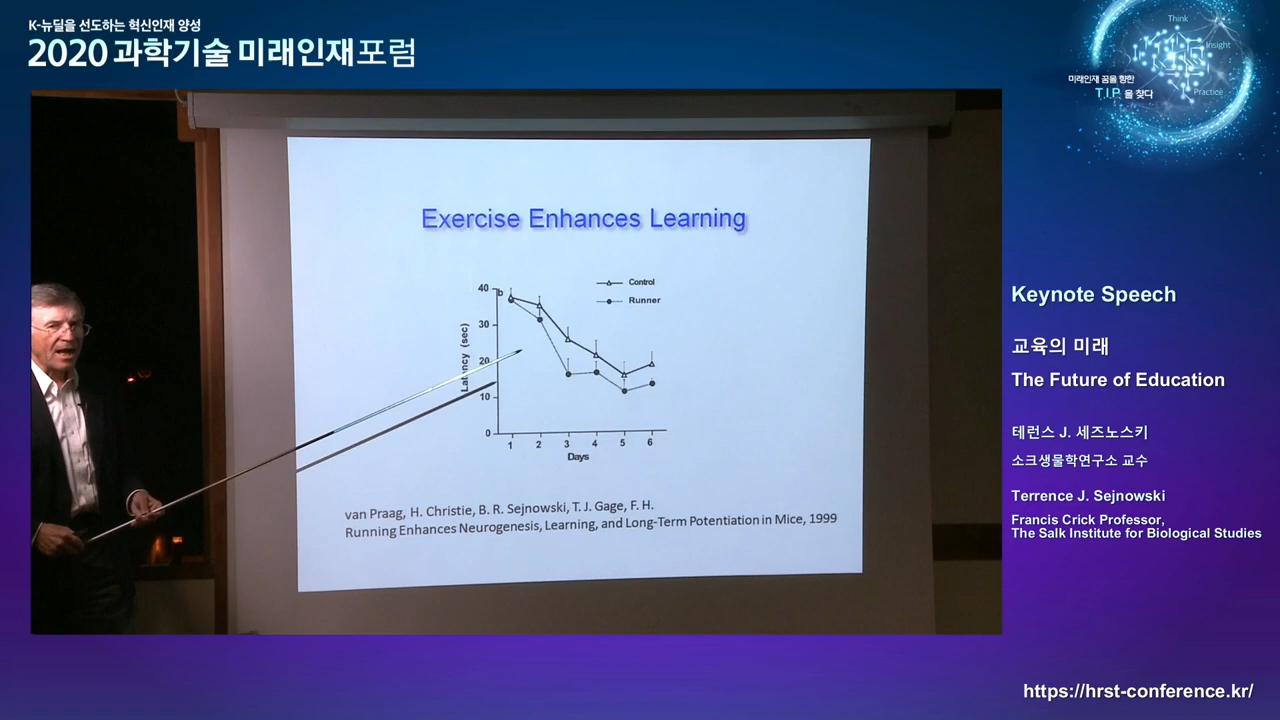 K-뉴딜을 선도하는 혁신인재 양성
2020 과학기술 미래인재포럼
Think
Insight
Practice
미래인재 꿈을 향한
T.I.P 을 찾다
Exercise Enhances Learning
b
Control
Runner
40
30
20
10
0
Latency (sec)
1 2 3 4 5 6
Days
van Praag, H. Christie, B. R. Sejnowski, T. J. Gage, F. H.
Running Enhances Neurogenesis, Learning, and Long-Term Potentiation in Mice, 1999
Keynote Speech
교육의 미래
The Future of Education
테런스 J. 세즈노스키
소크생물학연구소 교수
Terrence J. Sejnowski
Francis Crick Professor,
The Salk Institute for Biological Studies
https://hrst-conference.kr/